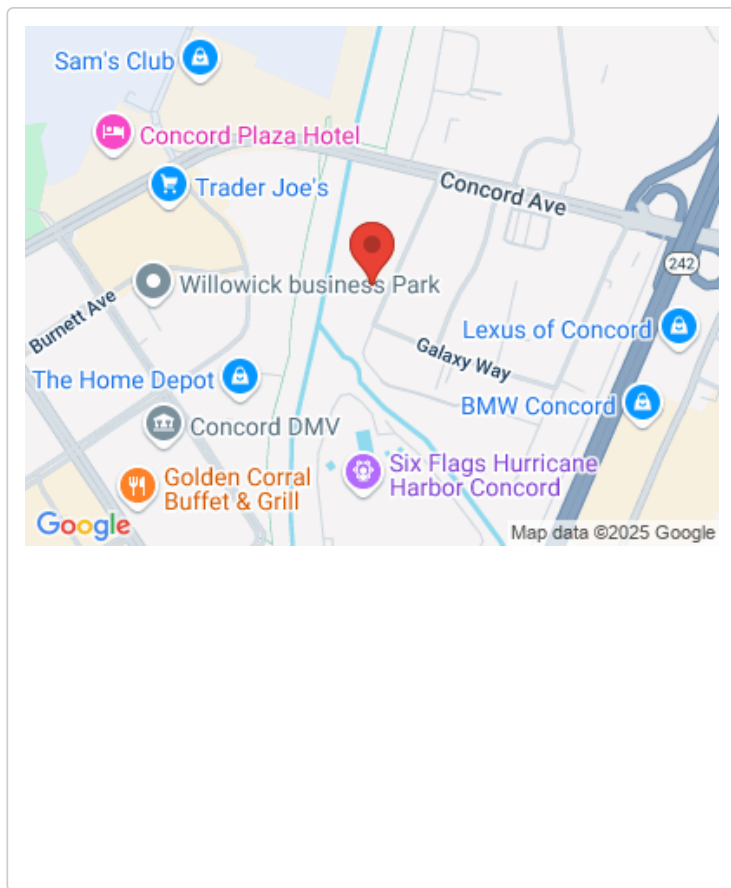 Sam's Club
Concord Plaza Hotel
Trader Joe's
Concord Ave
242
Willowick business Park
Burnett Ave
Lexus of Concord
Galaxy Way
The Home Depot
BMW Concord
Concord DMV
Six Flags Hurricane
Harbor Concord
Golden Corral
Buffet & Grill
Google
Map data ©2025 Google